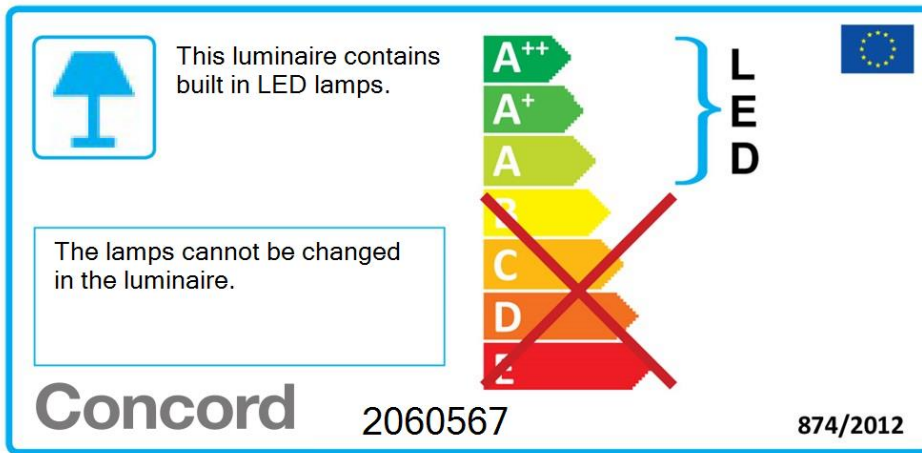 This luminaire contains
built in LED lamps.
The lamps cannot be changed
in the luminaire.
A++
A+
A
B
C
D
E
L
E
D
Concord
2060567
874/2012